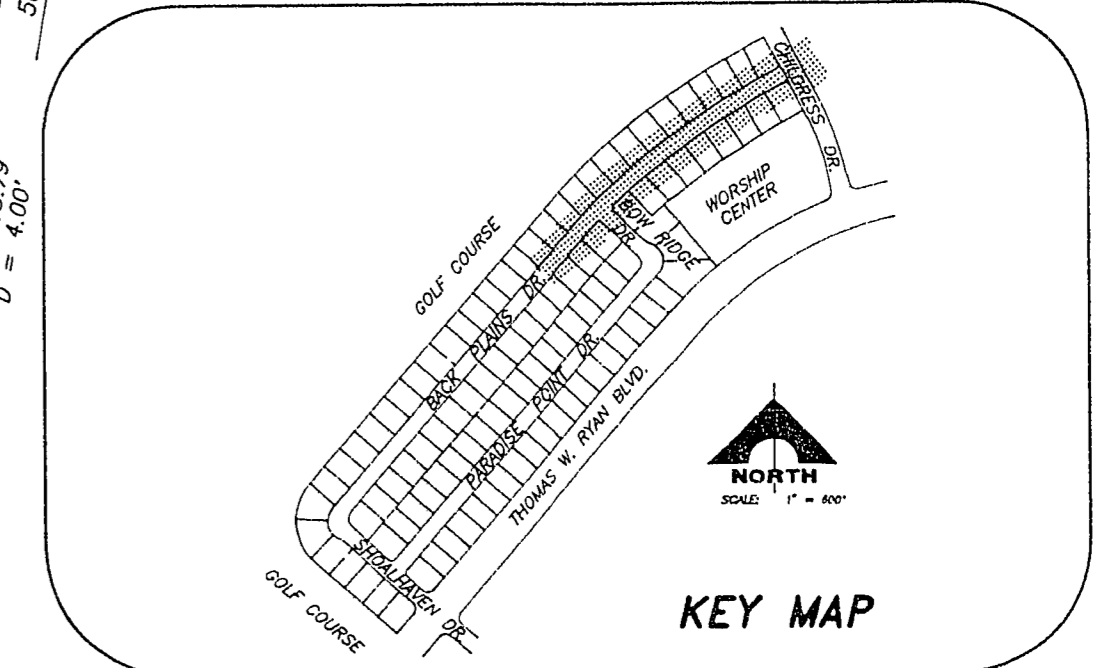 D = 4.00'
CHILDRESS DR.
WORSHIP
CENTER
BOW RIDGE
DR.
GOLF COURSE
BACK PLAINS DR.
PARADISE POINT DR.
THOMAS W. RYAN BLVD.
NORTH
SCALE: 1" = 600'
SHOALHAVEN DR.
GOLF COURSE
KEY MAP